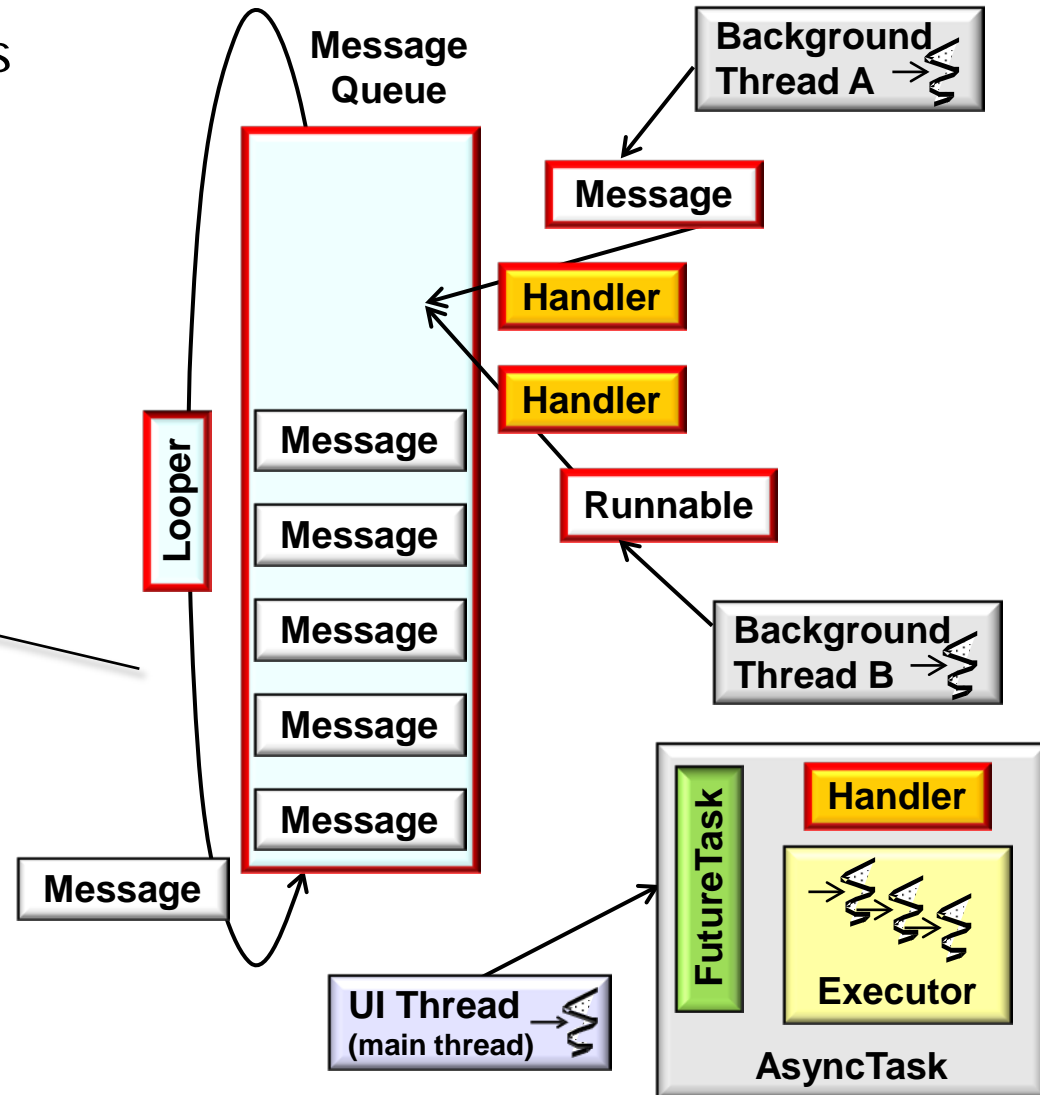 s
Message
Queue
Background
Thread A
Message
Handler
Handler
Message
Looper
Runnable
Message
Message
Background
Thread B
Message
Message
Message
Handler
FutureTask
Executor
UI Thread
(main thread)
AsyncTask